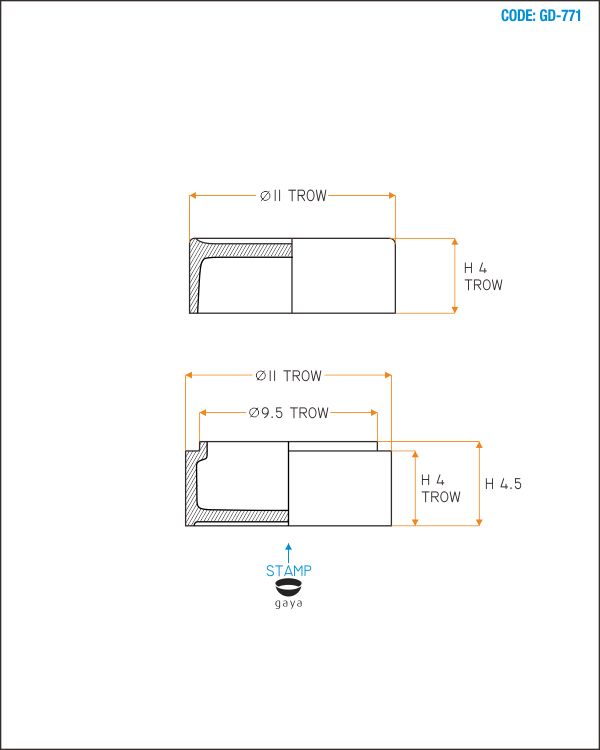 CODE: GD-771
Ø11 TROW
H 4
TROW
Ø11 TROW
Ø9.5 TROW
H 4
TROW
H 4.5
STAMP
gaya